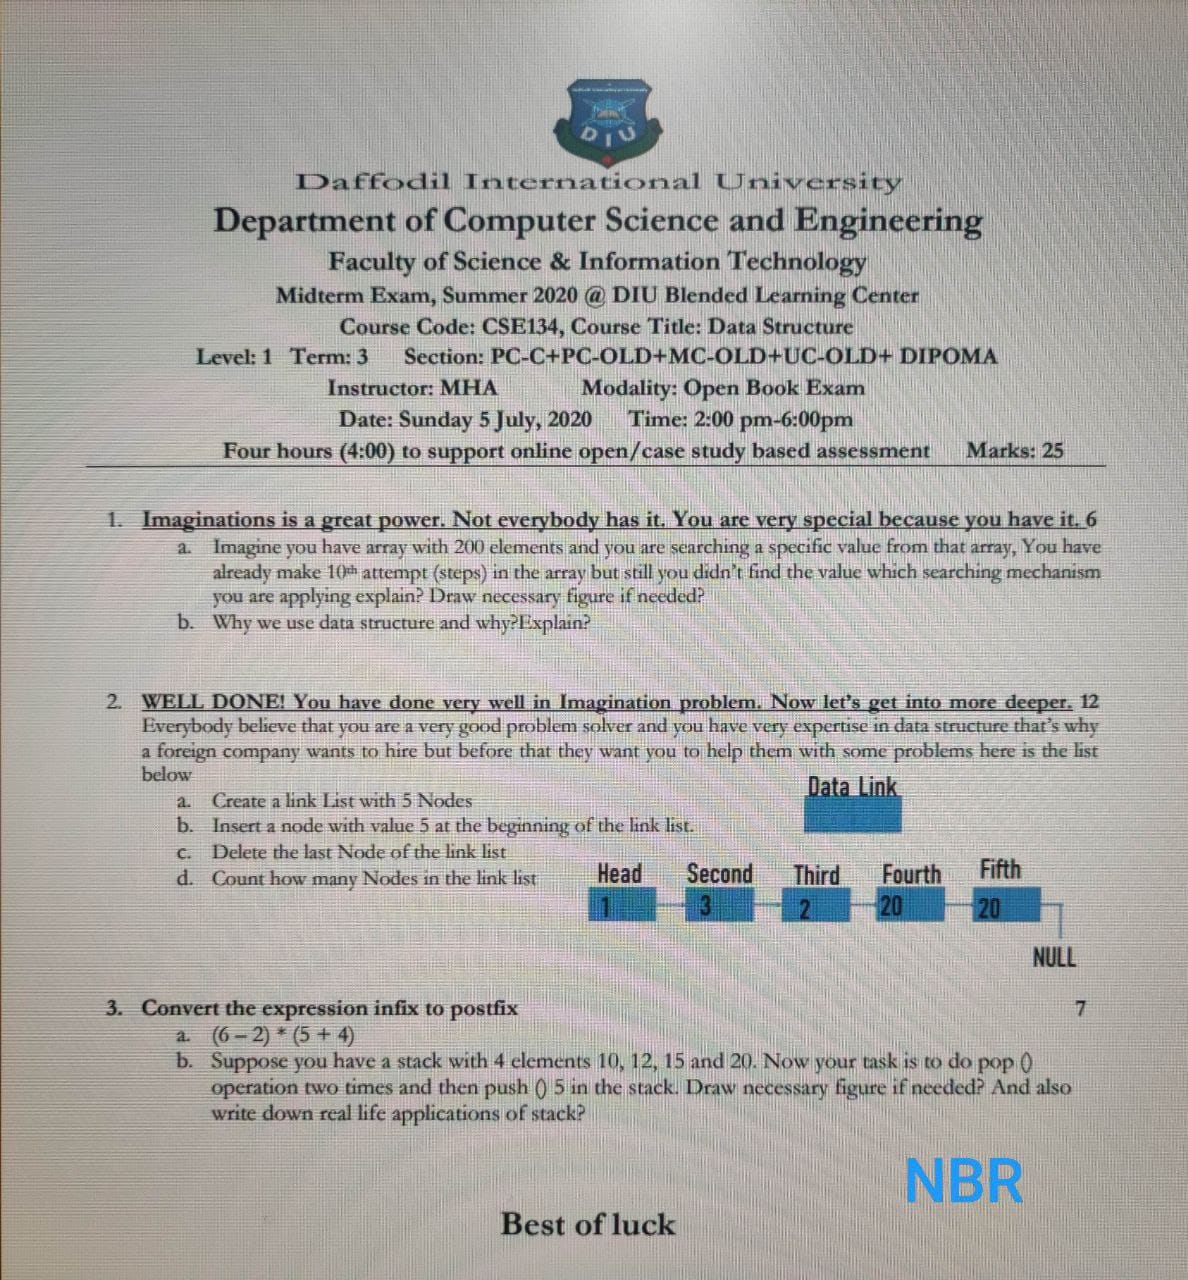 DIU
Daffodil International University
Department of Computer Science and Engineering
Faculty of Science & Information Technology
Midterm Exam, Summer 2020 @ DIU Blended Learning Center
Course Code: CSE134, Course Title: Data Structure
Level: 1 Term: 3 Section: PC-C+PC-OLD+MC-OLD+UC-OLD+ DIPOMA
Instructor: MHA Modality: Open Book Exam
Date: Sunday 5 July, 2020 Time: 2:00 pm-6:00pm
Four hours (4:00) to support online open/case study based assessment Marks: 25
1. Imaginations is a great power. Not everybody has it. You are very special because you have it. 6
a. Imagine you have array with 200 elements and you are searching a specific value from that array, You have
already make 10th attempt (steps) in the array but still you didn't find the value which searching mechanism
you are applying explain? Draw necessary figure if needed?
b. Why we use data structure and why?Explain?
2. WELL DONE! You have done very well in Imagination problem. Now let's get into more deeper. 12
Everybody believe that you are a very good problem solver and you have very expertise in data structure that's why
a foreign company wants to hire but before that they want you to help them with some problems here is the list
below
Data Link
a. Create a link List with 5 Nodes
b. Insert a node with value 5 at the beginning of the link list.
c. Delete the last Node of the link list
d. Count how many Nodes in the link list
Head Second Third Fourth Fifth
1 3 2 20 20
NULL
3. Convert the expression infix to postfix 7
a. (6 – 2) * (5 + 4)
b. Suppose you have a stack with 4 elements 10, 12, 15 and 20. Now your task is to do pop ()
operation two times and then push () 5 in the stack. Draw necessary figure if needed? And also
write down real life applications of stack?
NBR
Best of luck